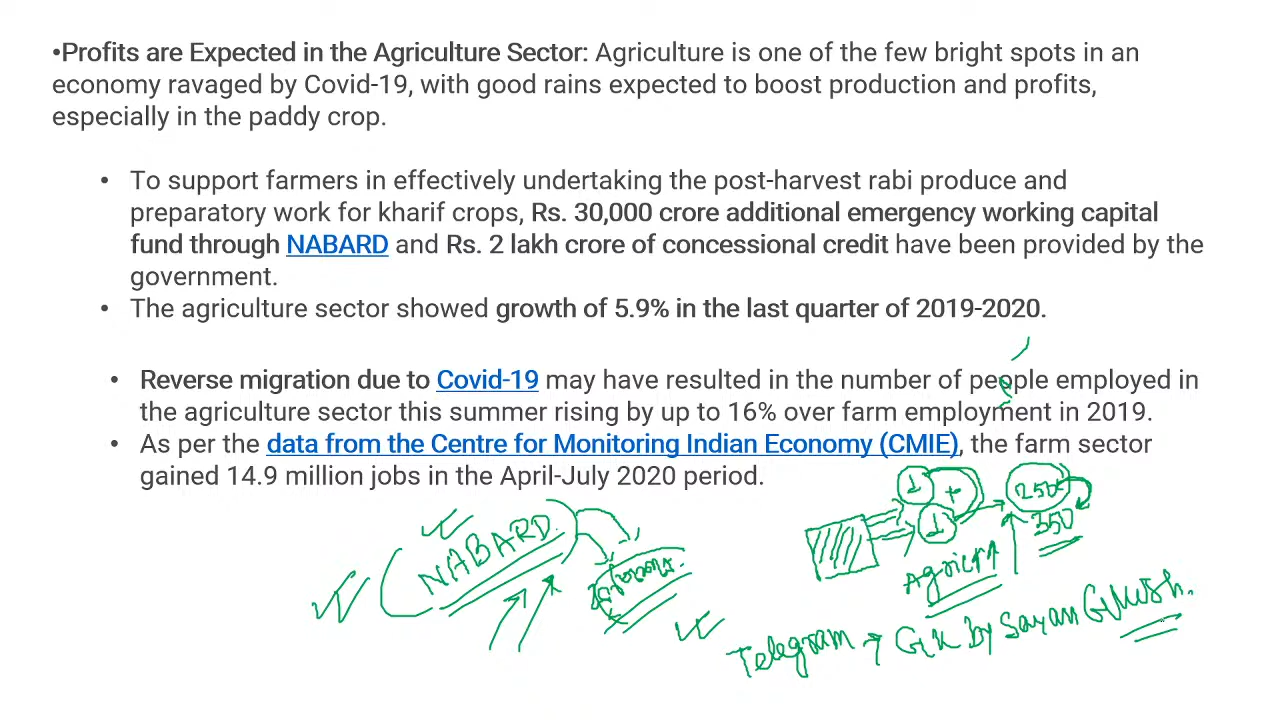 •Profits are Expected in the Agriculture Sector: Agriculture is one of the few bright spots in an
economy ravaged by Covid-19, with good rains expected to boost production and profits,
especially in the paddy crop.
• To support farmers in effectively undertaking the post-harvest rabi produce and
preparatory work for kharif crops, Rs. 30,000 crore additional emergency working capital
fund through NABARD and Rs. 2 lakh crore of concessional credit have been provided by the
government.
• The agriculture sector showed growth of 5.9% in the last quarter of 2019-2020.
• Reverse migration due to Covid-19 may have resulted in the number of people employed in
the agriculture sector this summer rising by up to 16% over farm employment in 2019.
• As per the data from the Centre for Monitoring Indian Economy (CMIE), the farm sector
gained 14.9 million jobs in the April-July 2020 period.
NABARD
250
350
Telegram → GK by Sayan Ghosh.